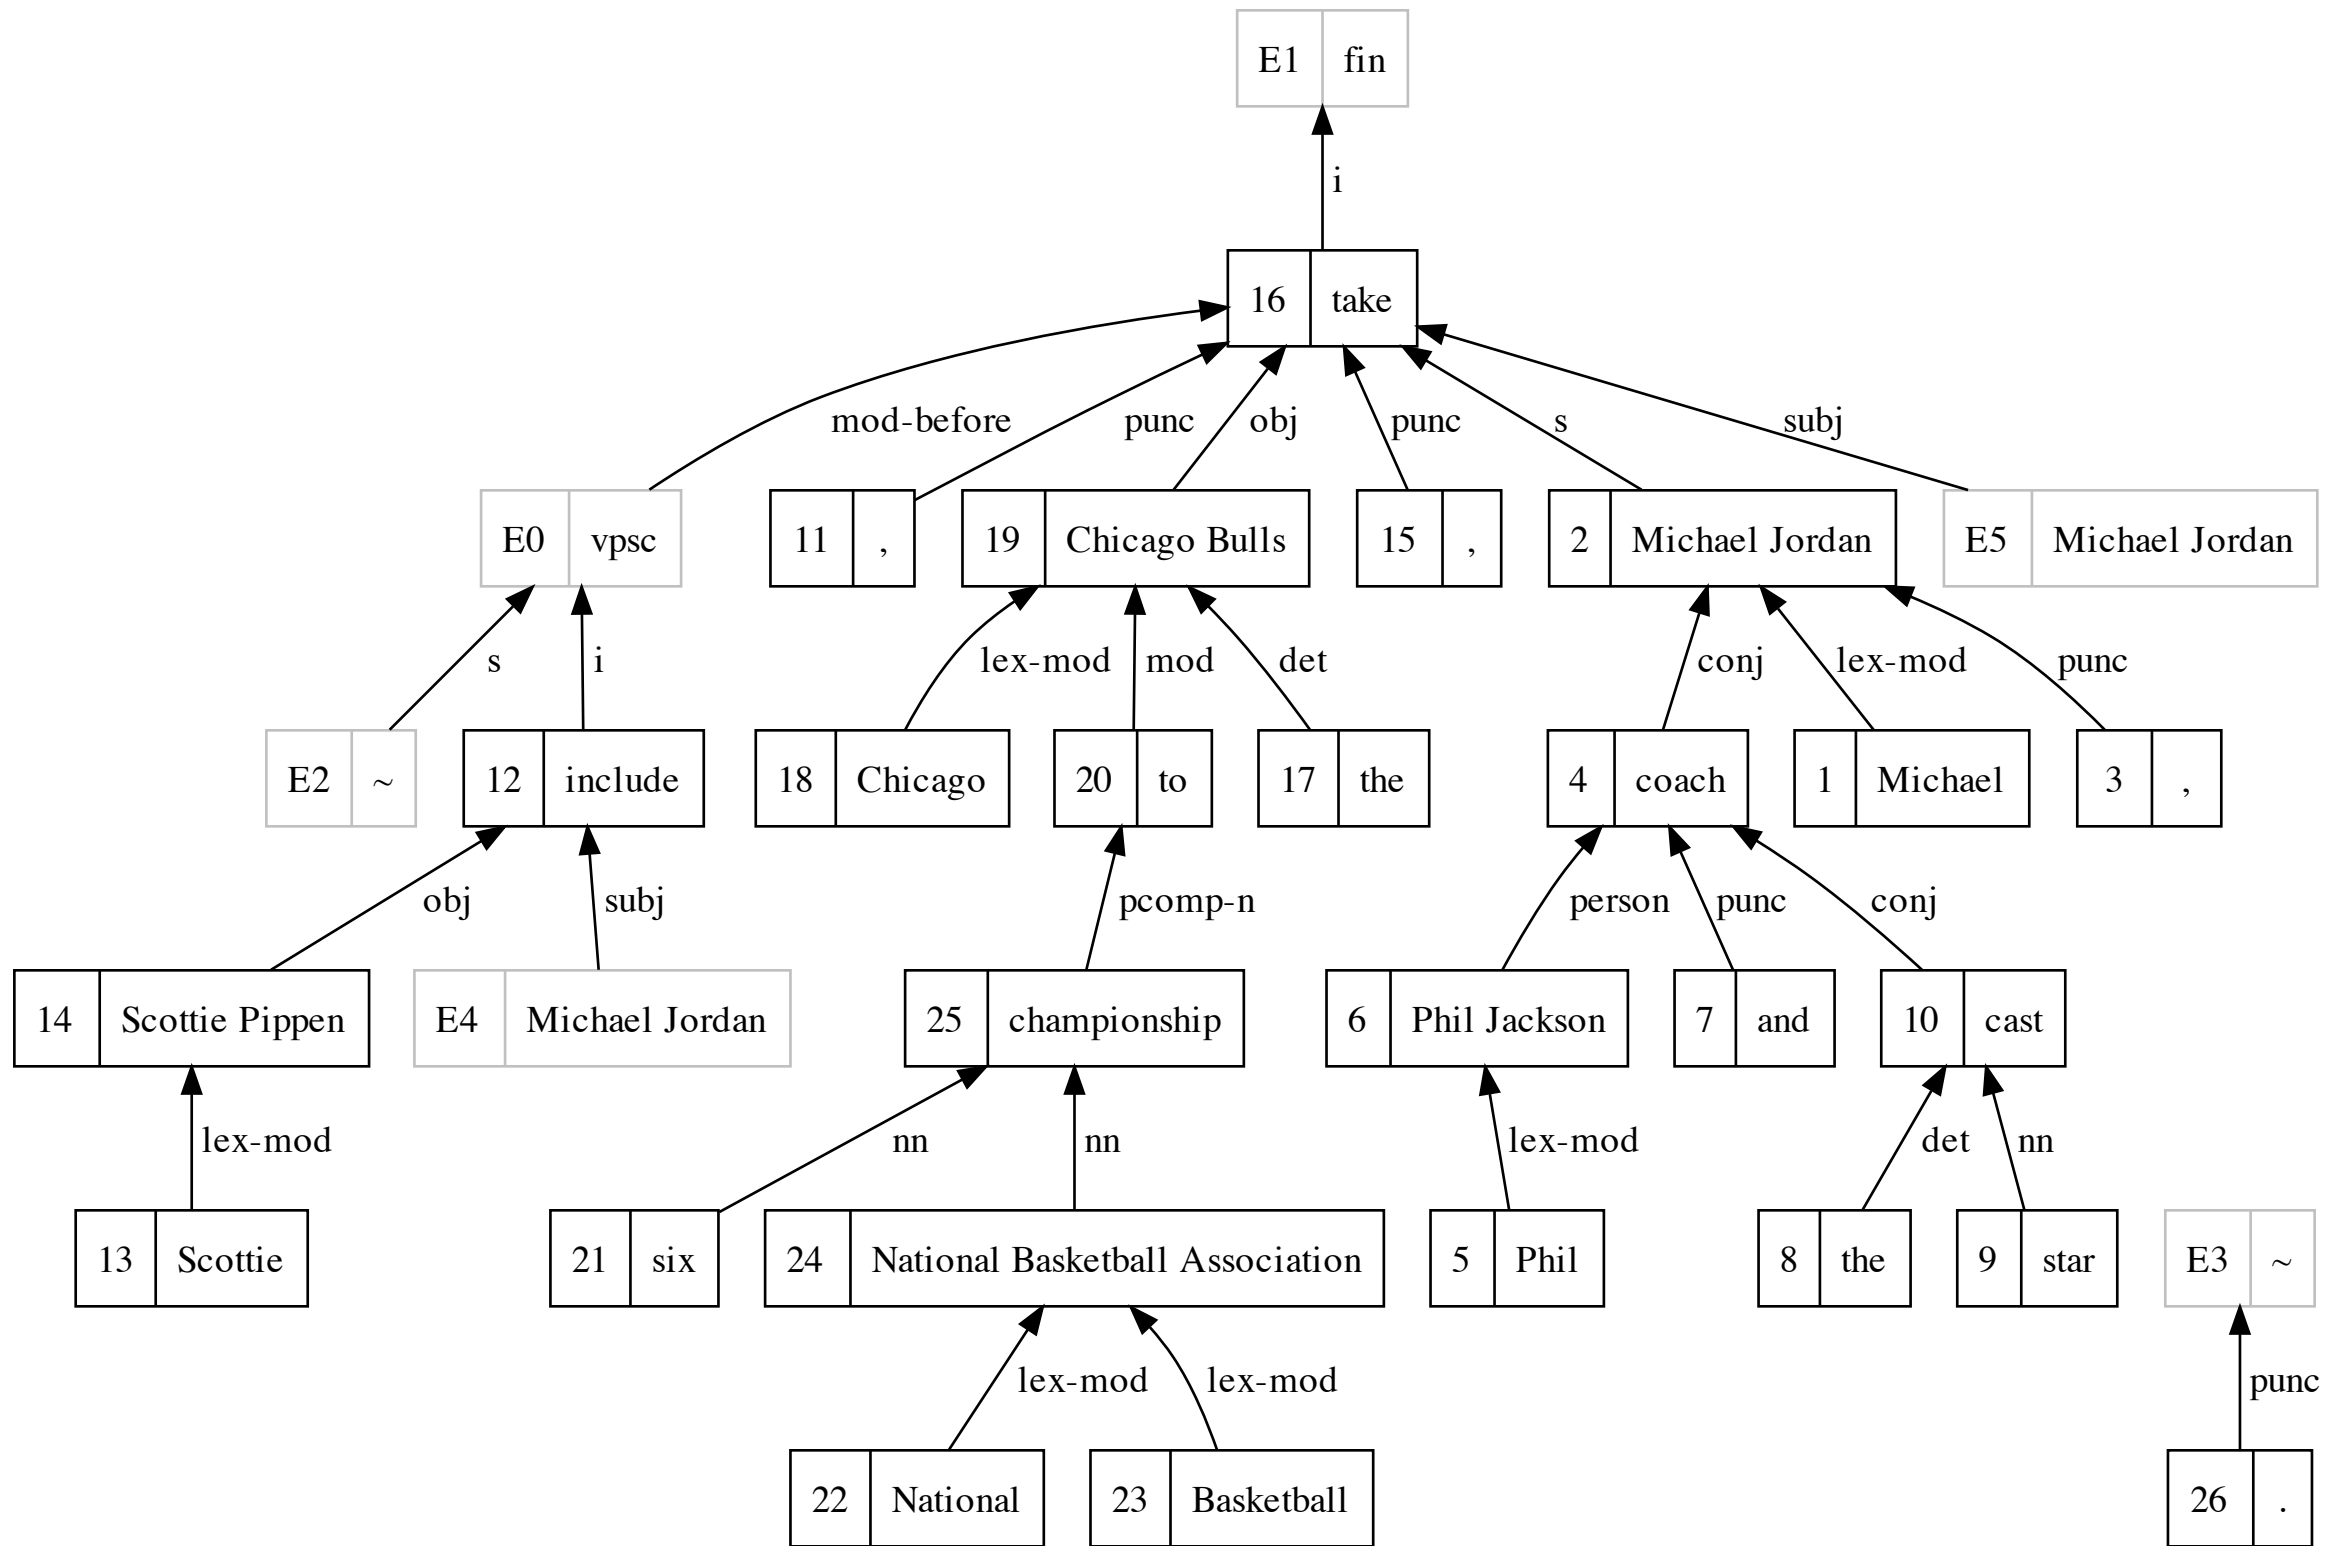 E1 fin
i
16 take
mod-before punc obj punc s subj
E0 vpsc 11 , 19 Chicago Bulls 15 , 2 Michael Jordan E5 Michael Jordan
s i lex-mod mod det conj lex-mod punc
E2 ~ 12 include 18 Chicago 20 to 17 the 4 coach 1 Michael 3 ,
obj subj pcomp-n person punc conj
14 Scottie Pippen E4 Michael Jordan 25 championship 6 Phil Jackson 7 and 10 cast
lex-mod nn nn lex-mod det nn
13 Scottie 21 six 24 National Basketball Association 5 Phil 8 the 9 star E3 ~
lex-mod lex-mod punc
22 National 23 Basketball 26 .